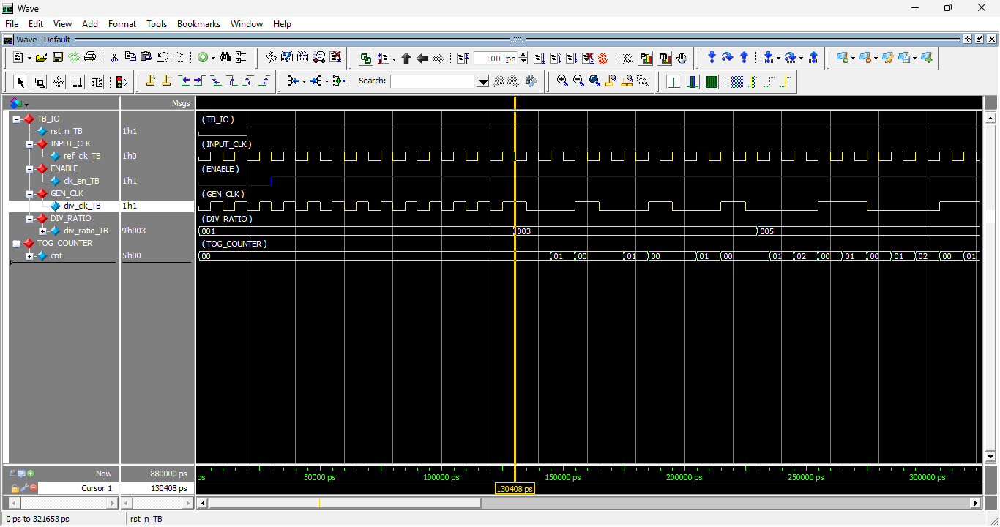 Wave
File Edit View Add Format Tools Bookmarks Window Help
Wave - Default
100 ps
Search:
Msgs
TB_IO
(TB_IO)
rst_n_TB 1'h1
INPUT_CLK
(INPUT_CLK)
ref_clk_TB 1'h0
ENABLE
(ENABLE)
clk_en_TB 1'h1
GEN_CLK
(GEN_CLK)
div_clk_TB 1'h1
DIV_RATIO
(DIV_RATIO)
div_ratio_TB 9'h003 001 003 005
TOG_COUNTER
(TOG_COUNTER)
cnt 5'h00 00 01 00 01 00 01 00 01 02 00 01 00 01 02 00 01
Now 880000 ps
ps 50000 ps 100000 ps 150000 ps 200000 ps 250000 ps 300000 ps
Cursor 1 130408 ps
130408 ps
0 ps to 321653 ps rst_n_TB